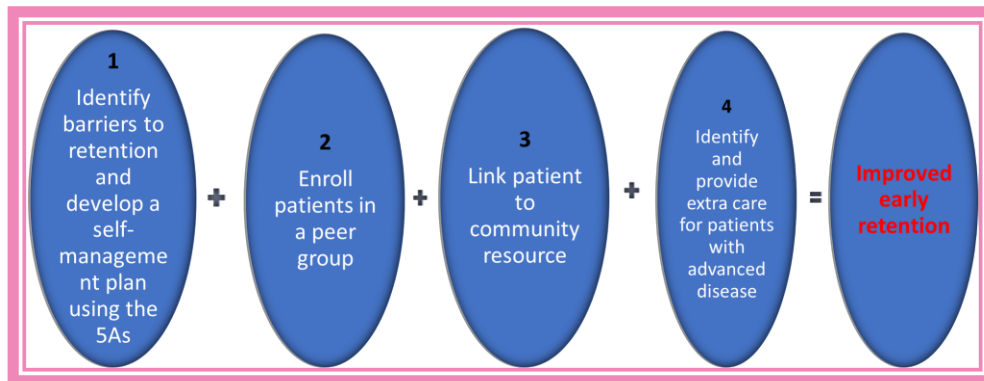 1
Identify
barriers to
retention
and
develop a
self-
manageme
nt plan
using the
5As
+
2
Enroll
patients in
a peer
group
+
3
Link patient
to
community
resource
+
4
Identify
and
provide
extra care
for patients
with
advanced
disease
=
Improved
early
retention